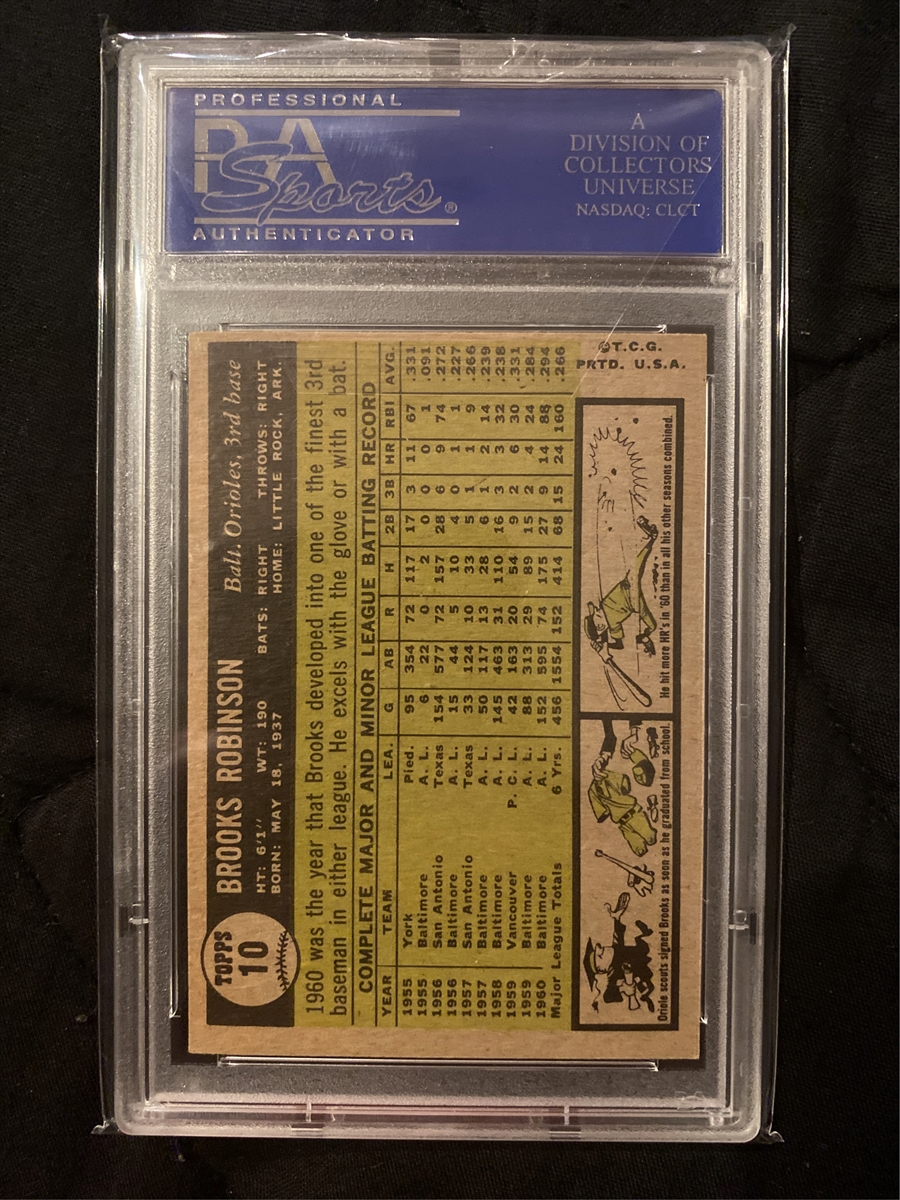 PROFESSIONAL
PSA
Sports®
AUTHENTICATOR
A
DIVISION OF
COLLECTORS
UNIVERSE
NASDAQ: CLCT
TOPPS
10
BROOKS ROBINSON
Balt. Orioles, 3rd base
HT: 6'1" WT: 190 BATS: RIGHT THROWS: RIGHT
BORN: MAY 18, 1937 HOME: LITTLE ROCK, ARK.
1960 was the year that Brooks developed into one of the finest 3rd
baseman in either league. He excels with the glove or with a bat.
COMPLETE MAJOR AND MINOR LEAGUE BATTING RECORD
YEAR TEAM LEA. G AB R H 2B 3B HR RBI AVG.
1955 York Pied. 95 354 72 117 17 3 11 67 .331
1955 Baltimore A. L. 6 22 0 2 0 0 0 1 .091
1956 San Antonio Texas 154 577 72 157 28 6 9 74 .272
1956 Baltimore A. L. 15 44 5 10 4 0 1 1 .227
1957 San Antonio Texas 33 124 10 33 5 1 1 9 .266
1957 Baltimore A. L. 50 117 13 28 6 1 2 14 .239
1958 Baltimore A. L. 145 463 31 110 16 3 3 32 .238
1959 Vancouver P. C. L. 42 163 20 54 9 2 6 30 .331
1959 Baltimore A. L. 88 313 29 89 15 2 4 24 .284
1960 Baltimore A. L. 152 595 74 175 27 9 14 88 .294
Major League Totals 6 Yrs. 456 1554 152 414 68 15 24 160 .266
Oriole scouts signed Brooks as soon as he graduated from school.
He hit more HR's in '60 than in all his other seasons combined.
©T.C.G.
PRTD. U.S.A.